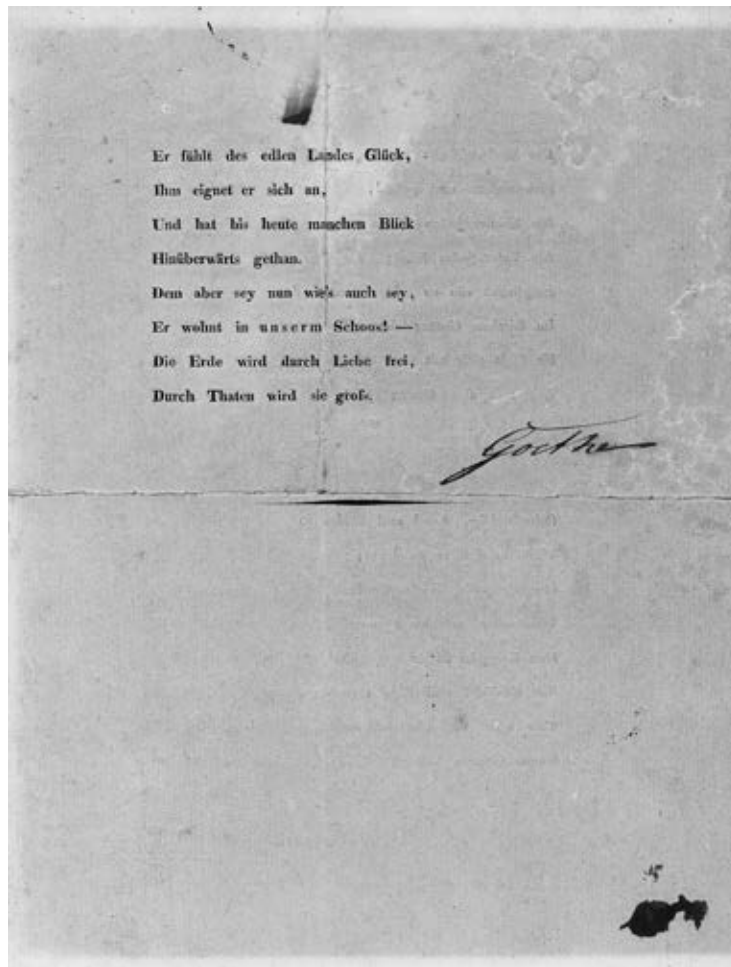 Er fühlt des edlen Landes Glück,
Ihm eignet er sich an,
Und hat bis heute manchen Blick
Hinüberwärts gethan.
Dem aber sey nun wie's auch sey,
Er wohnt in unserm Schoos! —
Die Erde wird durch Liebe frei,
Durch Thaten wird sie groß.
Goethe